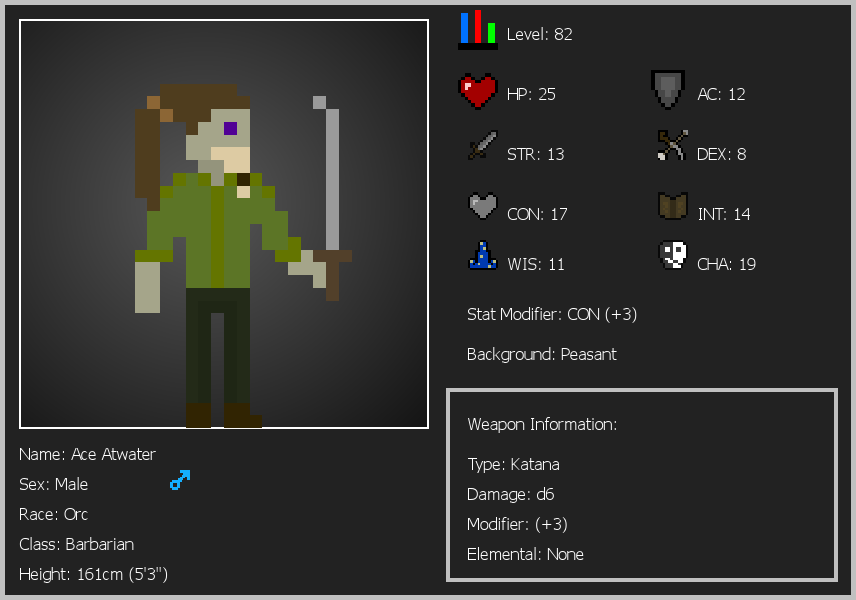 Level: 82
HP: 25
AC: 12
STR: 13
DEX: 8
CON: 17
INT: 14
WIS: 11
CHA: 19
Stat Modifier: CON (+3)
Background: Peasant
Weapon Information:
Type: Katana
Damage: d6
Modifier: (+3)
Elemental: None
Name: Ace Atwater
Sex: Male
Race: Orc
Class: Barbarian
Height: 161cm (5'3")